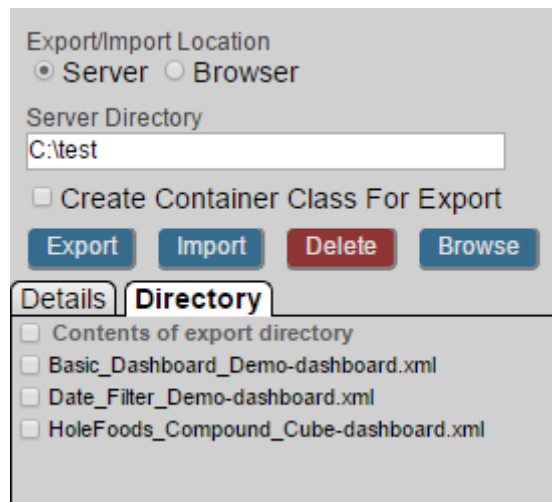 Export/Import Location
Server Browser
Server Directory
C:\test
Create Container Class For Export
Export Import Delete Browse
Details Directory
Contents of export directory
Basic_Dashboard_Demo-dashboard.xml
Date_Filter_Demo-dashboard.xml
HoleFoods_Compound_Cube-dashboard.xml